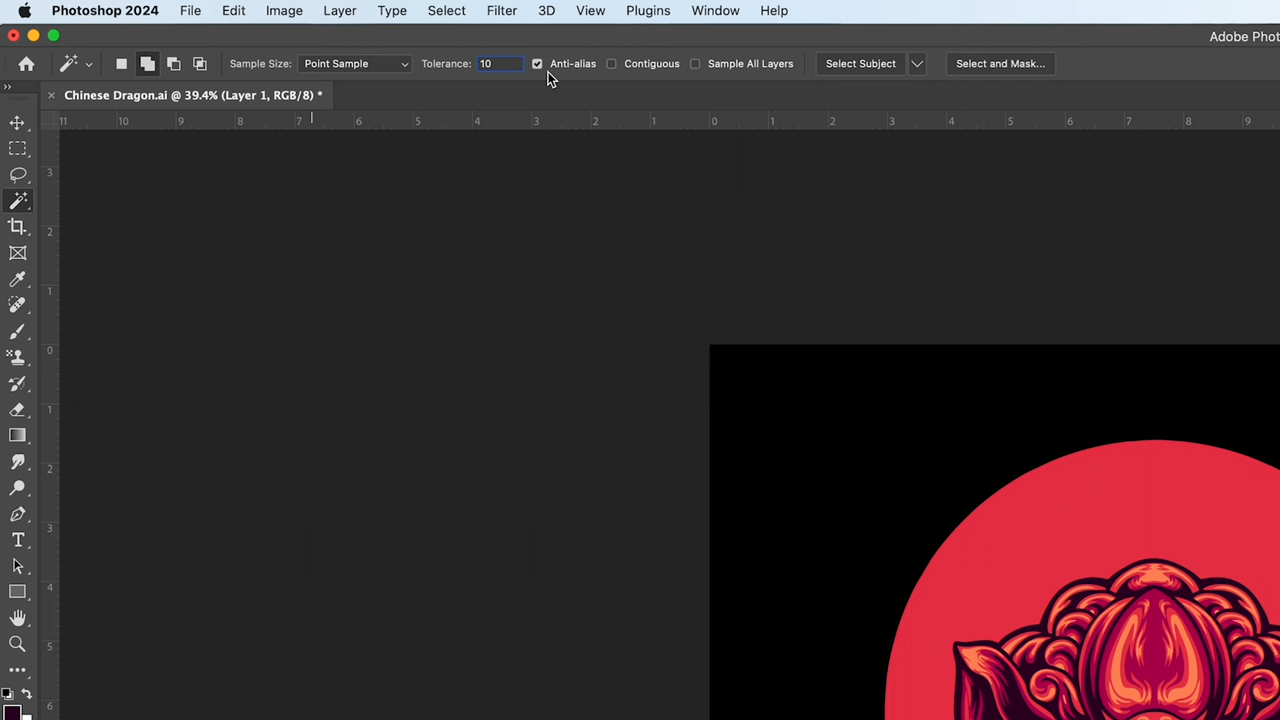 Photoshop 2024 File Edit Image Layer Type Select Filter 3D View Plugins Window Help
Adobe Phot
Sample Size: Point Sample Tolerance: 10 Anti-alias Contiguous Sample All Layers Select Subject Select and Mask...
Chinese Dragon.ai @ 39.4% (Layer 1, RGB/8) *
11 10 9 8 7 6 5 4 3 2 1 0 1 2 3 4 5 6 7 8 9
3
2
1
0
1
2
3
4
5
6